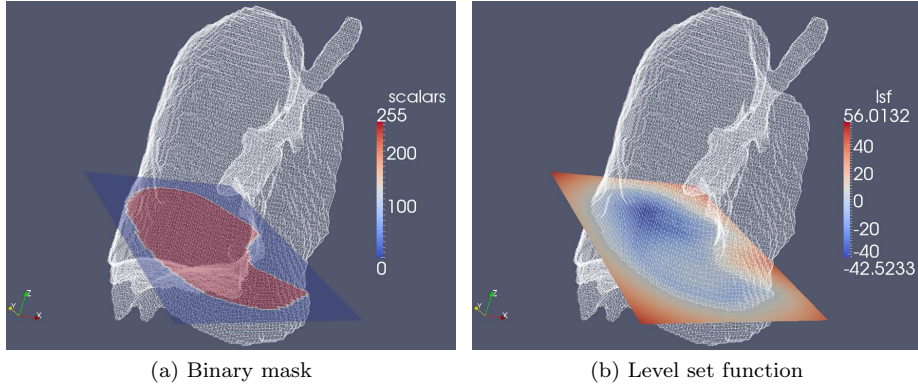 scalars
255
200
100
0
Z
Y
X
(a) Binary mask
lsf
56.0132
40
20
0
-20
-40
-42.5233
Z
Y
X
(b) Level set function